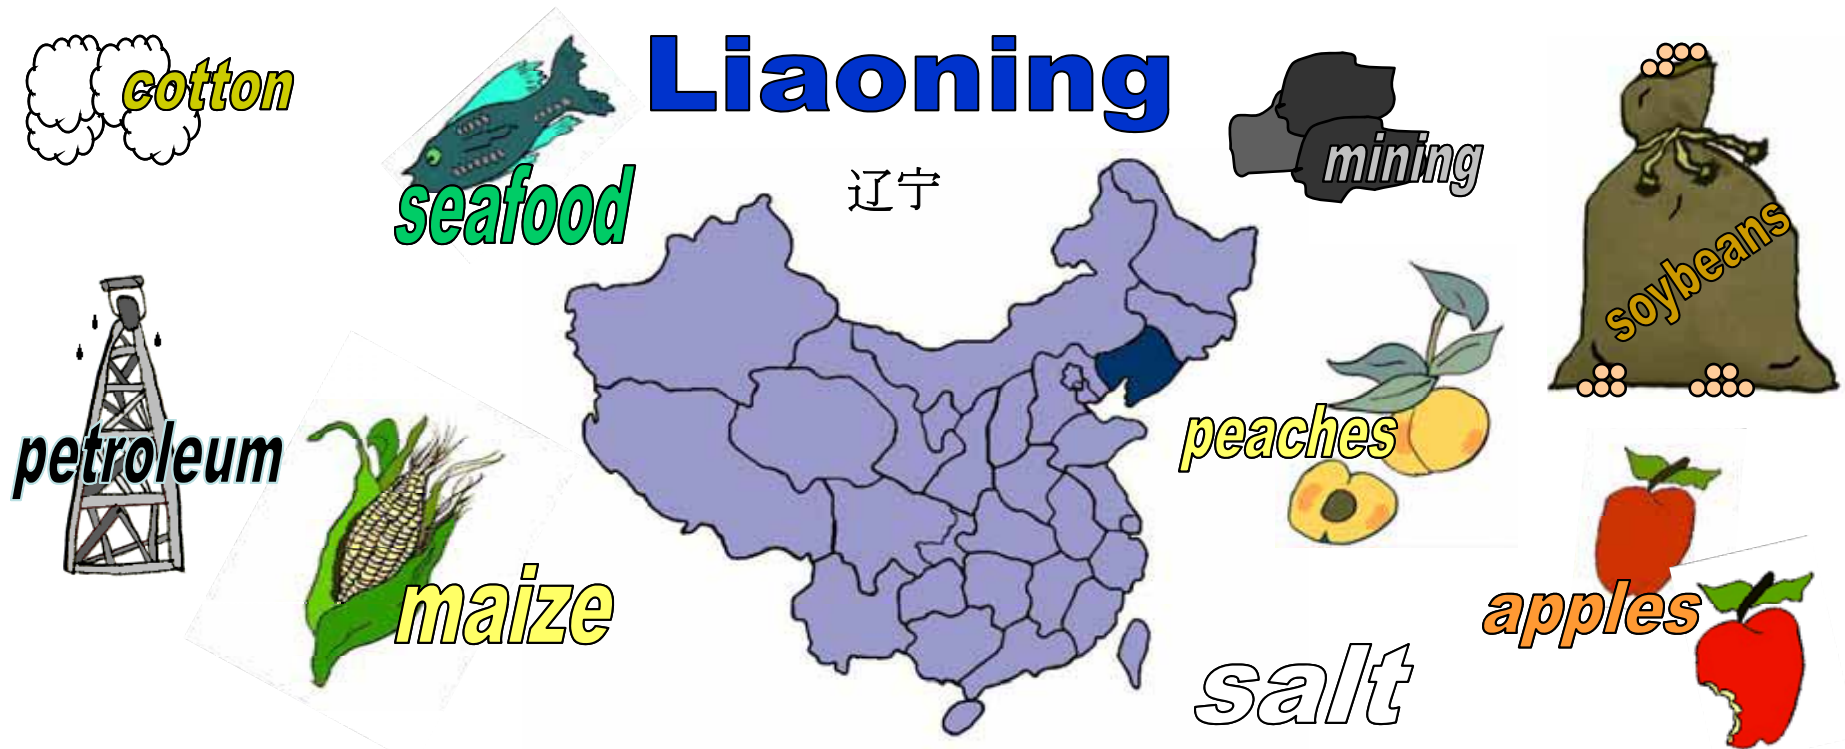 Liaoning
辽宁
cotton
seafood
mining
soybeans
petroleum
peaches
maize
apples
salt